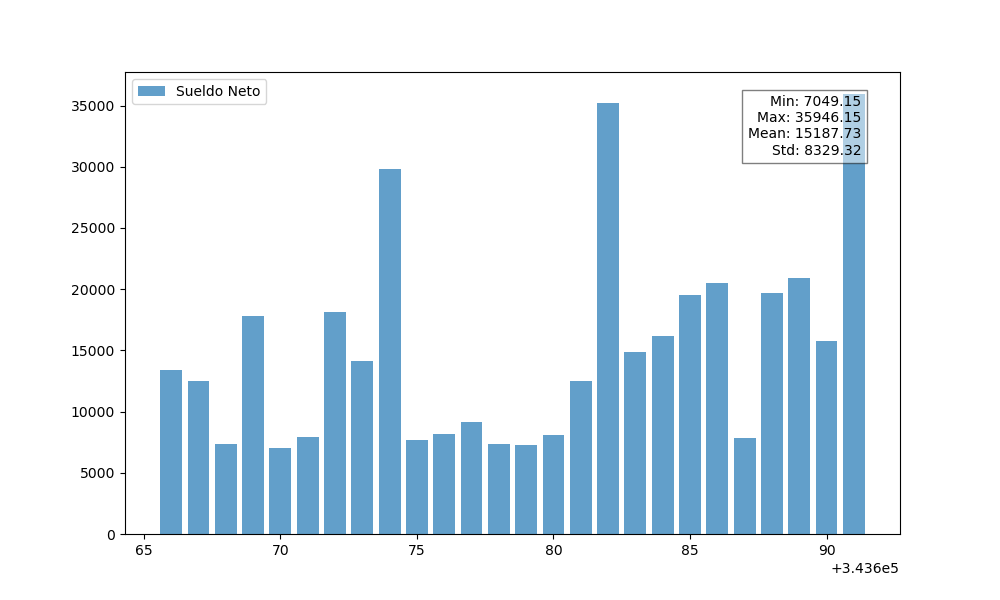 Sueldo Neto
Min: 7049.15
Max: 35946.15
Mean: 15187.73
Std: 8329.32
35000
30000
25000
20000
15000
10000
5000
0
65 70 75 80 85 90
+3.436e5